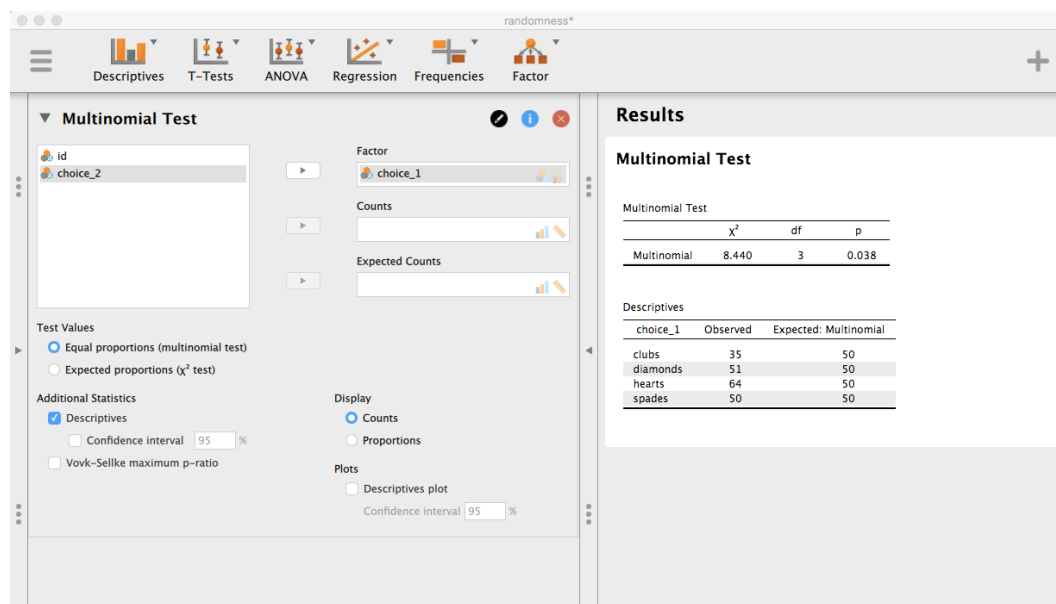 randomness*
Descriptives T-Tests ANOVA Regression Frequencies Factor
Multinomial Test
id
choice_2
Factor
choice_1
Counts
Expected Counts
Test Values
Equal proportions (multinomial test)
Expected proportions (χ² test)
Additional Statistics
Descriptives
Confidence interval 95 %
Vovk-Sellke maximum p-ratio
Display
Counts
Proportions
Plots
Descriptives plot
Confidence interval 95 %
Results
Multinomial Test
Multinomial Test
χ² df p
Multinomial 8.440 3 0.038
Descriptives
choice_1 Observed Expected: Multinomial
clubs 35 50
diamonds 51 50
hearts 64 50
spades 50 50